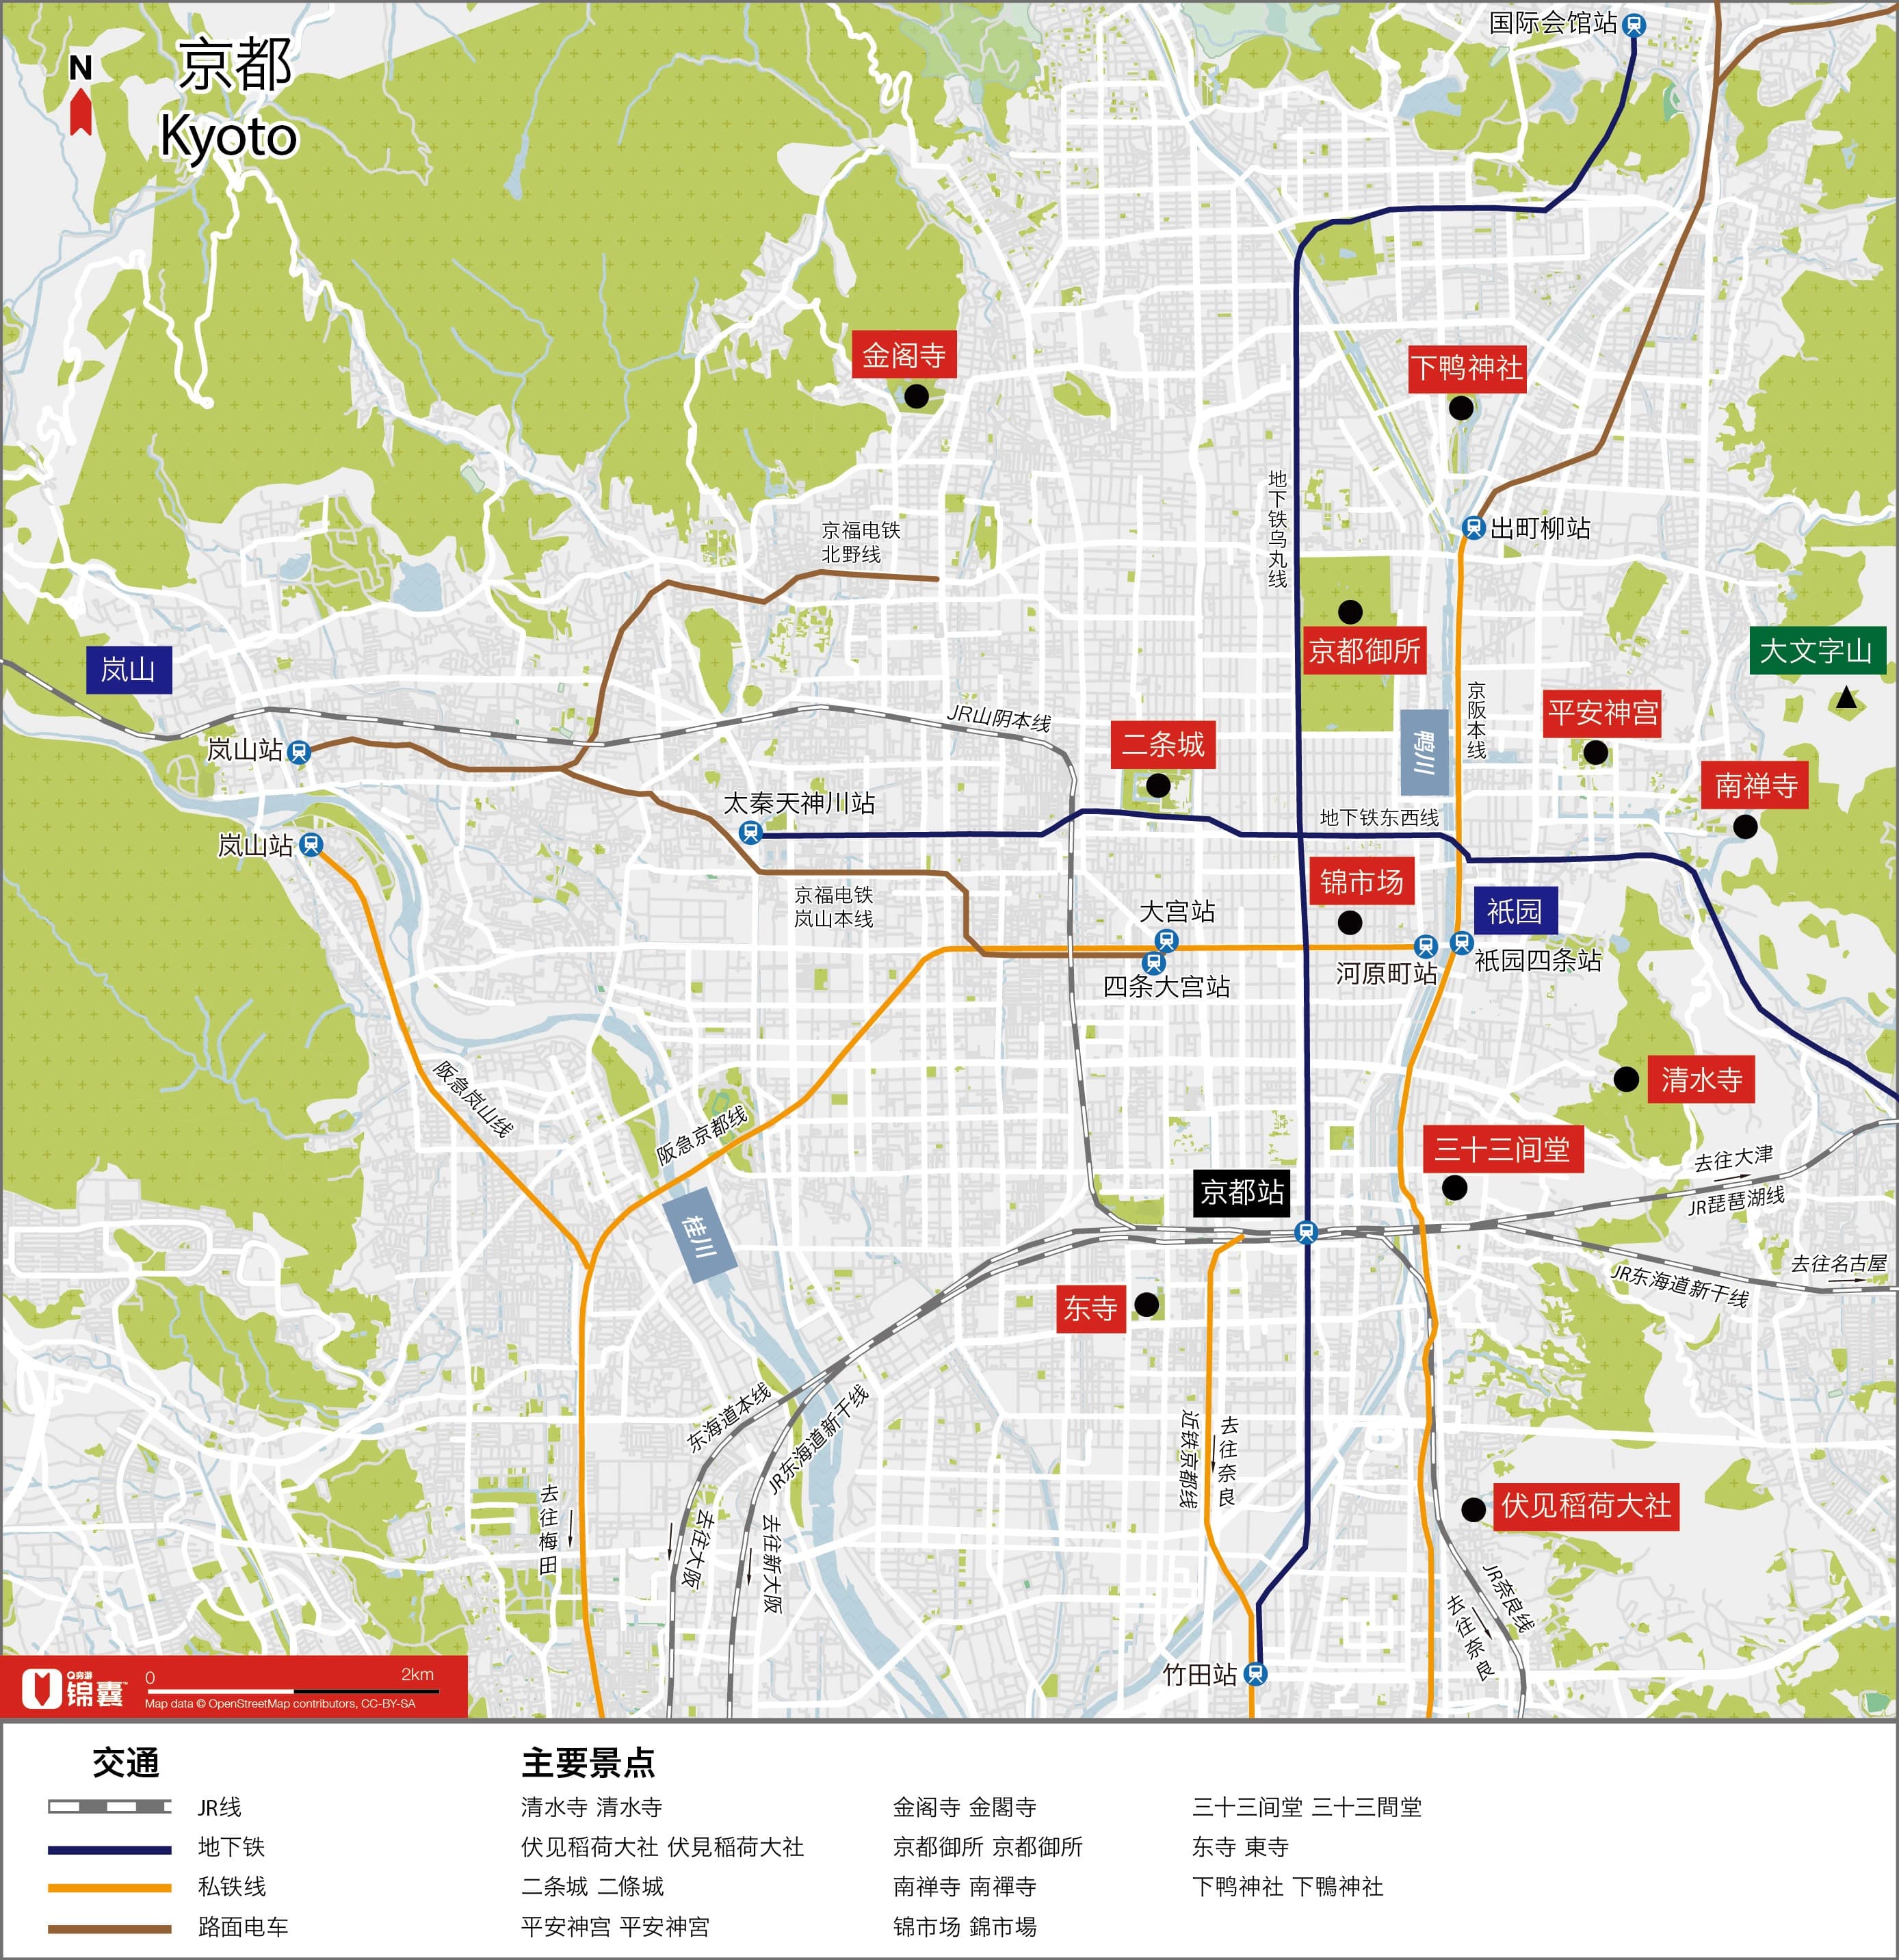 国际会馆站
N
京都
Kyoto
金阁寺
下鸭神社
地下铁乌丸线
京福电铁
北野线
出町柳站
京都御所
大文字山
岚山
京阪本线
平安神宫
JR山阴本线
鸭川
二条城
岚山站
南禅寺
太秦天神川站
地下铁东西线
岚山站
锦市场
京福电铁
岚山本线
大宫站
祇园
四条大宫站
河原町站
祇园四条站
阪急岚山线
清水寺
阪急京都线
三十三间堂
去往大津
京都站
JR琵琶湖线
桂川
去往名古屋
JR东海道新干线
东寺
东海道本线
JR东海道新干线
近铁京都线
去往奈良
去往梅田
伏见稻荷大社
去往大阪
去往新大阪
JR奈良线
去往奈良
竹田站
穷游
锦囊™
0
2km
Map data © OpenStreetMap contributors, CC-BY-SA
交通
JR线
地下铁
私铁线
路面电车
主要景点
清水寺 清水寺
伏见稻荷大社 伏見稲荷大社
二条城 二條城
平安神宫 平安神宮
金阁寺 金閣寺
京都御所 京都御所
南禅寺 南禪寺
锦市场 錦市場
三十三间堂 三十三間堂
东寺 東寺
下鸭神社 下鴨神社